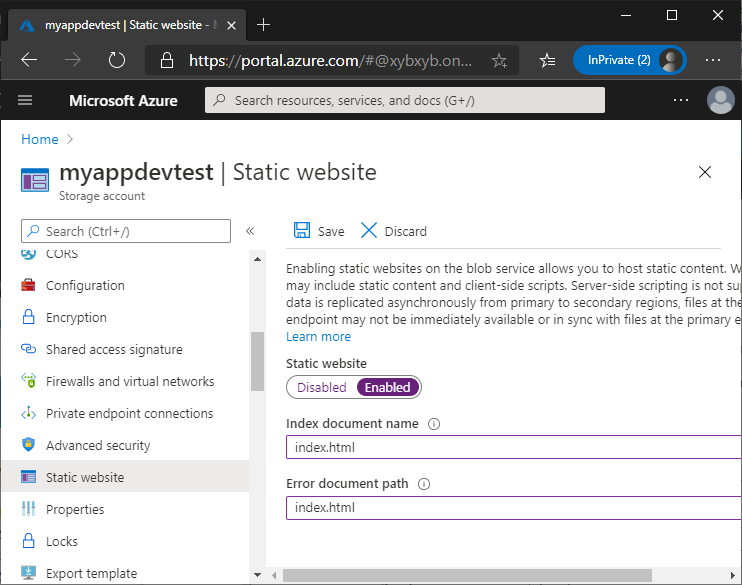 myappdevtest | Static website -
https://portal.azure.com/#@xybxyb.on...
InPrivate (2)
Microsoft Azure
Search resources, services, and docs (G+/)
Home
myappdevtest | Static website
Storage account
Search (Ctrl+/)
Save
Discard
CORS
Configuration
Encryption
Shared access signature
Firewalls and virtual networks
Private endpoint connections
Advanced security
Static website
Properties
Locks
Export template
Enabling static websites on the blob service allows you to host static content. W
may include static content and client-side scripts. Server-side scripting is not su
data is replicated asynchronously from primary to secondary regions, files at the
endpoint may not be immediately available or in sync with files at the primary e
Learn more
Static website
Disabled
Enabled
Index document name
index.html
Error document path
index.html